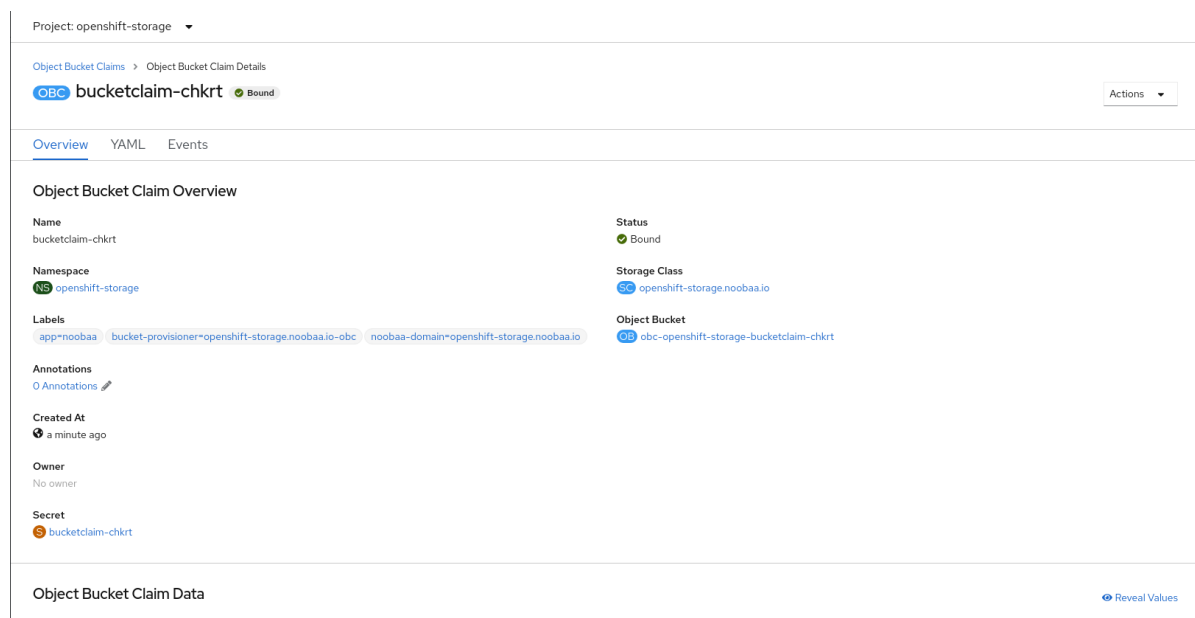 Project: openshift-storage
Object Bucket Claims > Object Bucket Claim Details
OBC bucketclaim-chkrt Bound
Actions
Overview YAML Events
Object Bucket Claim Overview
Name
bucketclaim-chkrt
Namespace
NS openshift-storage
Labels
app=noobaa bucket-provisioner=openshift-storage.noobaa.io-obc noobaa-domain=openshift-storage.noobaa.io
Annotations
0 Annotations
Created At
a minute ago
Owner
No owner
Secret
S bucketclaim-chkrt
Status
Bound
Storage Class
SC openshift-storage.noobaa.io
Object Bucket
OB obc-openshift-storage-bucketclaim-chkrt
Object Bucket Claim Data
Reveal Values